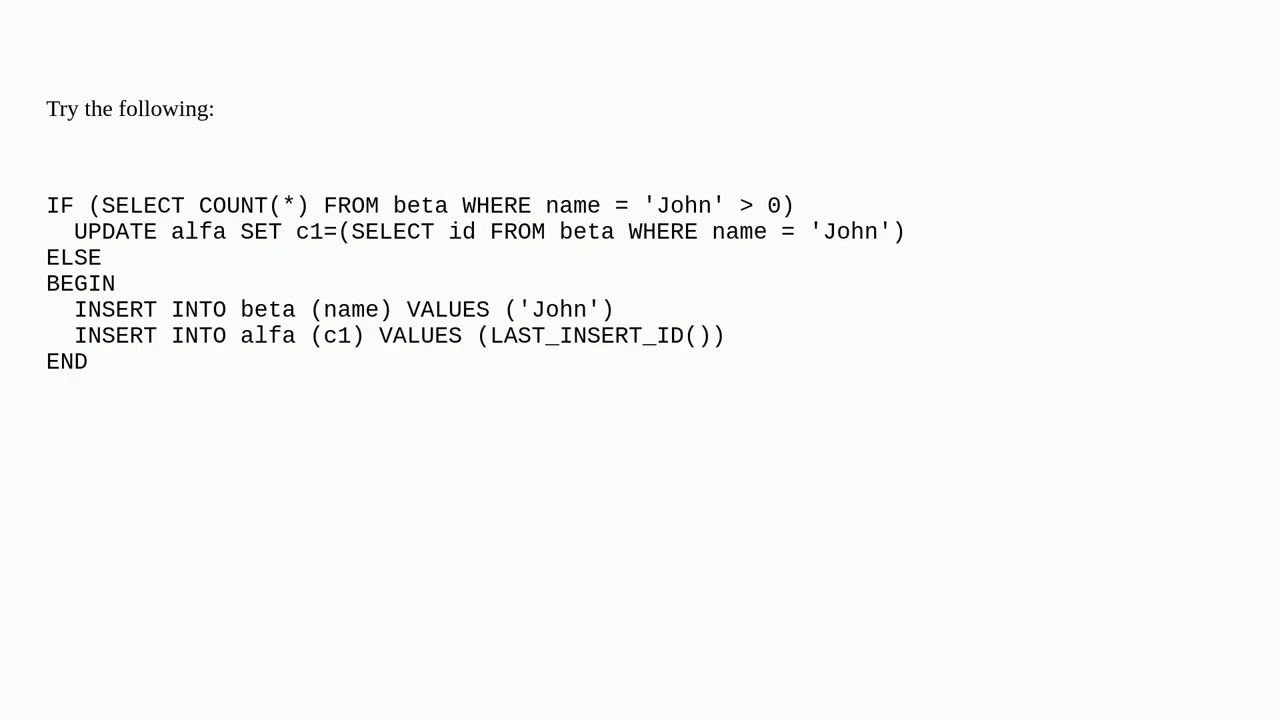 Try the following:
IF (SELECT COUNT(*) FROM beta WHERE name = 'John' > 0)
  UPDATE alfa SET c1=(SELECT id FROM beta WHERE name = 'John')
ELSE
BEGIN
  INSERT INTO beta (name) VALUES ('John')
  INSERT INTO alfa (c1) VALUES (LAST_INSERT_ID())
END